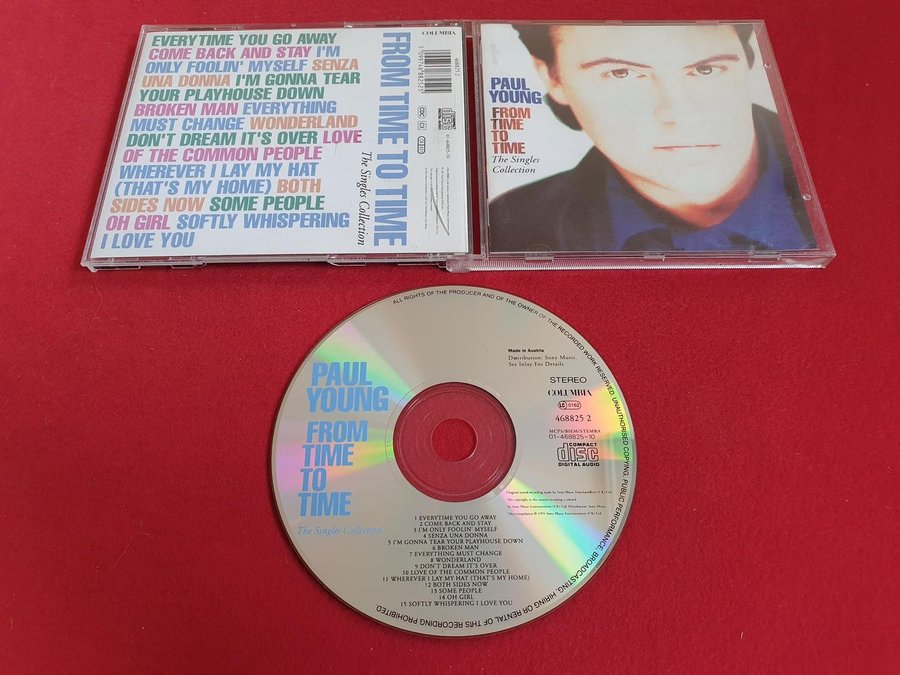 EVERYTIME YOU GO AWAY
COME BACK AND STAY I'M
ONLY FOOLIN' MYSELF SENZA
UNA DONNA I'M GONNA TEAR
YOUR PLAYHOUSE DOWN
BROKEN MAN EVERYTHING
MUST CHANGE WONDERLAND
DON'T DREAM IT'S OVER LOVE
OF THE COMMON PEOPLE
WHEREVER I LAY MY HAT
(THAT'S MY HOME) BOTH
SIDES NOW SOME PEOPLE
OH GIRL SOFTLY WHISPERING
I LOVE YOU
FROM TIME TO TIME
The Singles Collection
COLUMBIA
468825 2
PAUL
YOUNG
FROM
TIME
TO
TIME
The Singles
Collection
ALL RIGHTS OF THE PRODUCER AND OF THE OWNER OF THE RECORDED WORK RESERVED. UNAUTHORISED COPYING, PUBLIC PERFORMANCE, BROADCASTING, HIRING OR RENTAL OF THIS RECORDING PROHIBITED.
PAUL
YOUNG
FROM
TIME
TO
TIME
The Singles Collection
Made in Austria
Distribution: Sony Music
See Inlay For Details
STEREO
COLUMBIA
LC 0162
468825 2
MCPS/BIEM/STEMRA
01-468825-10
COMPACT
disc
DIGITAL AUDIO
1 EVERYTIME YOU GO AWAY
2 COME BACK AND STAY
3 I'M ONLY FOOLIN' MYSELF
4 SENZA UNA DONNA
5 I'M GONNA TEAR YOUR PLAYHOUSE DOWN
6 BROKEN MAN
7 EVERYTHING MUST CHANGE
8 WONDERLAND
9 DON'T DREAM IT'S OVER
10 LOVE OF THE COMMON PEOPLE
11 WHEREVER I LAY MY HAT (THAT'S MY HOME)
12 BOTH SIDES NOW
13 SOME PEOPLE
14 OH GIRL
15 SOFTLY WHISPERING I LOVE YOU